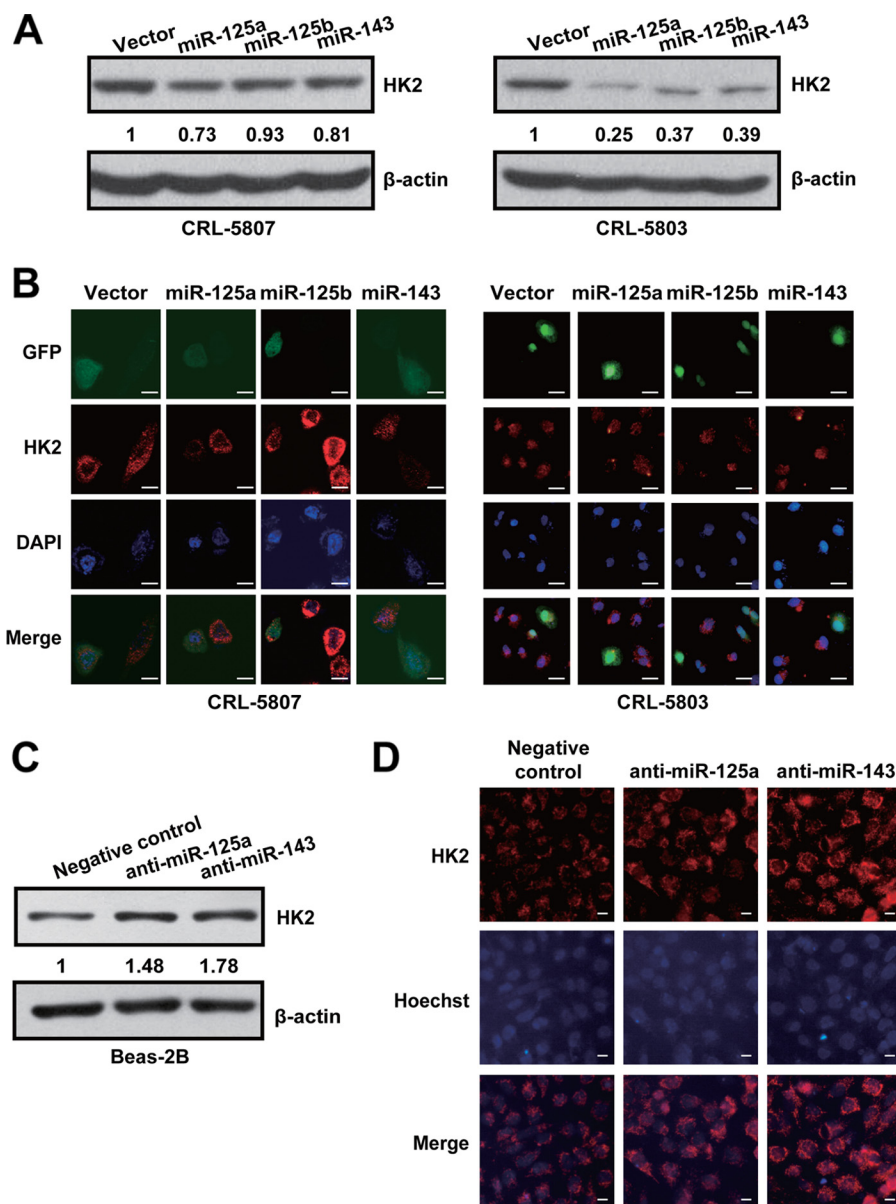 A
Vector miR-125a miR-125b miR-143
HK2
1 0.73 0.93 0.81
β-actin
CRL-5807
Vector miR-125a miR-125b miR-143
HK2
1 0.25 0.37 0.39
β-actin
CRL-5803
B
Vector miR-125a miR-125b miR-143
GFP
HK2
DAPI
Merge
CRL-5807
Vector miR-125a miR-125b miR-143
CRL-5803
C
Negative control anti-miR-125a anti-miR-143
HK2
1 1.48 1.78
β-actin
Beas-2B
D
Negative
control anti-miR-125a anti-miR-143
HK2
Hoechst
Merge